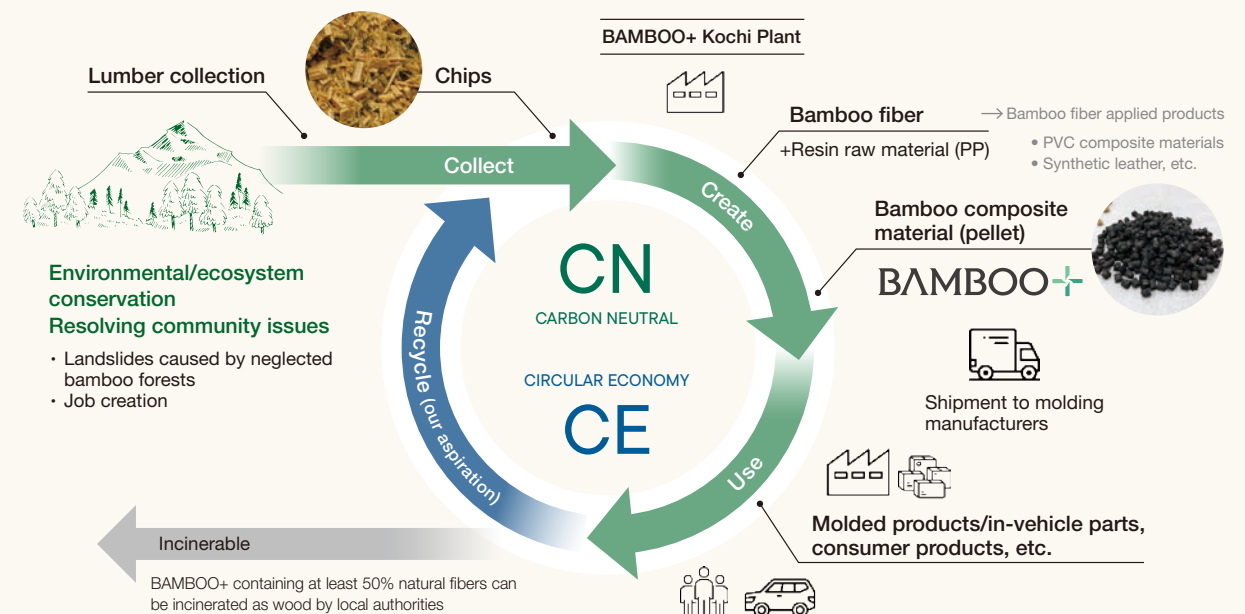 BAMBOO+ Kochi Plant
Lumber collection
Chips
Collect
Bamboo fiber
+Resin raw material (PP)
→ Bamboo fiber applied products
• PVC composite materials
• Synthetic leather, etc.
Create
Bamboo composite
material (pellet)
BAMBOO+
Shipment to molding
manufacturers
CN
CARBON NEUTRAL
CIRCULAR ECONOMY
CE
Environmental/ecosystem
conservation
Resolving community issues
・Landslides caused by neglected
bamboo forests
・Job creation
Use
Molded products/in-vehicle parts,
consumer products, etc.
Recycle (our aspiration)
Incinerable
BAMBOO+ containing at least 50% natural fibers can
be incinerated as wood by local authorities